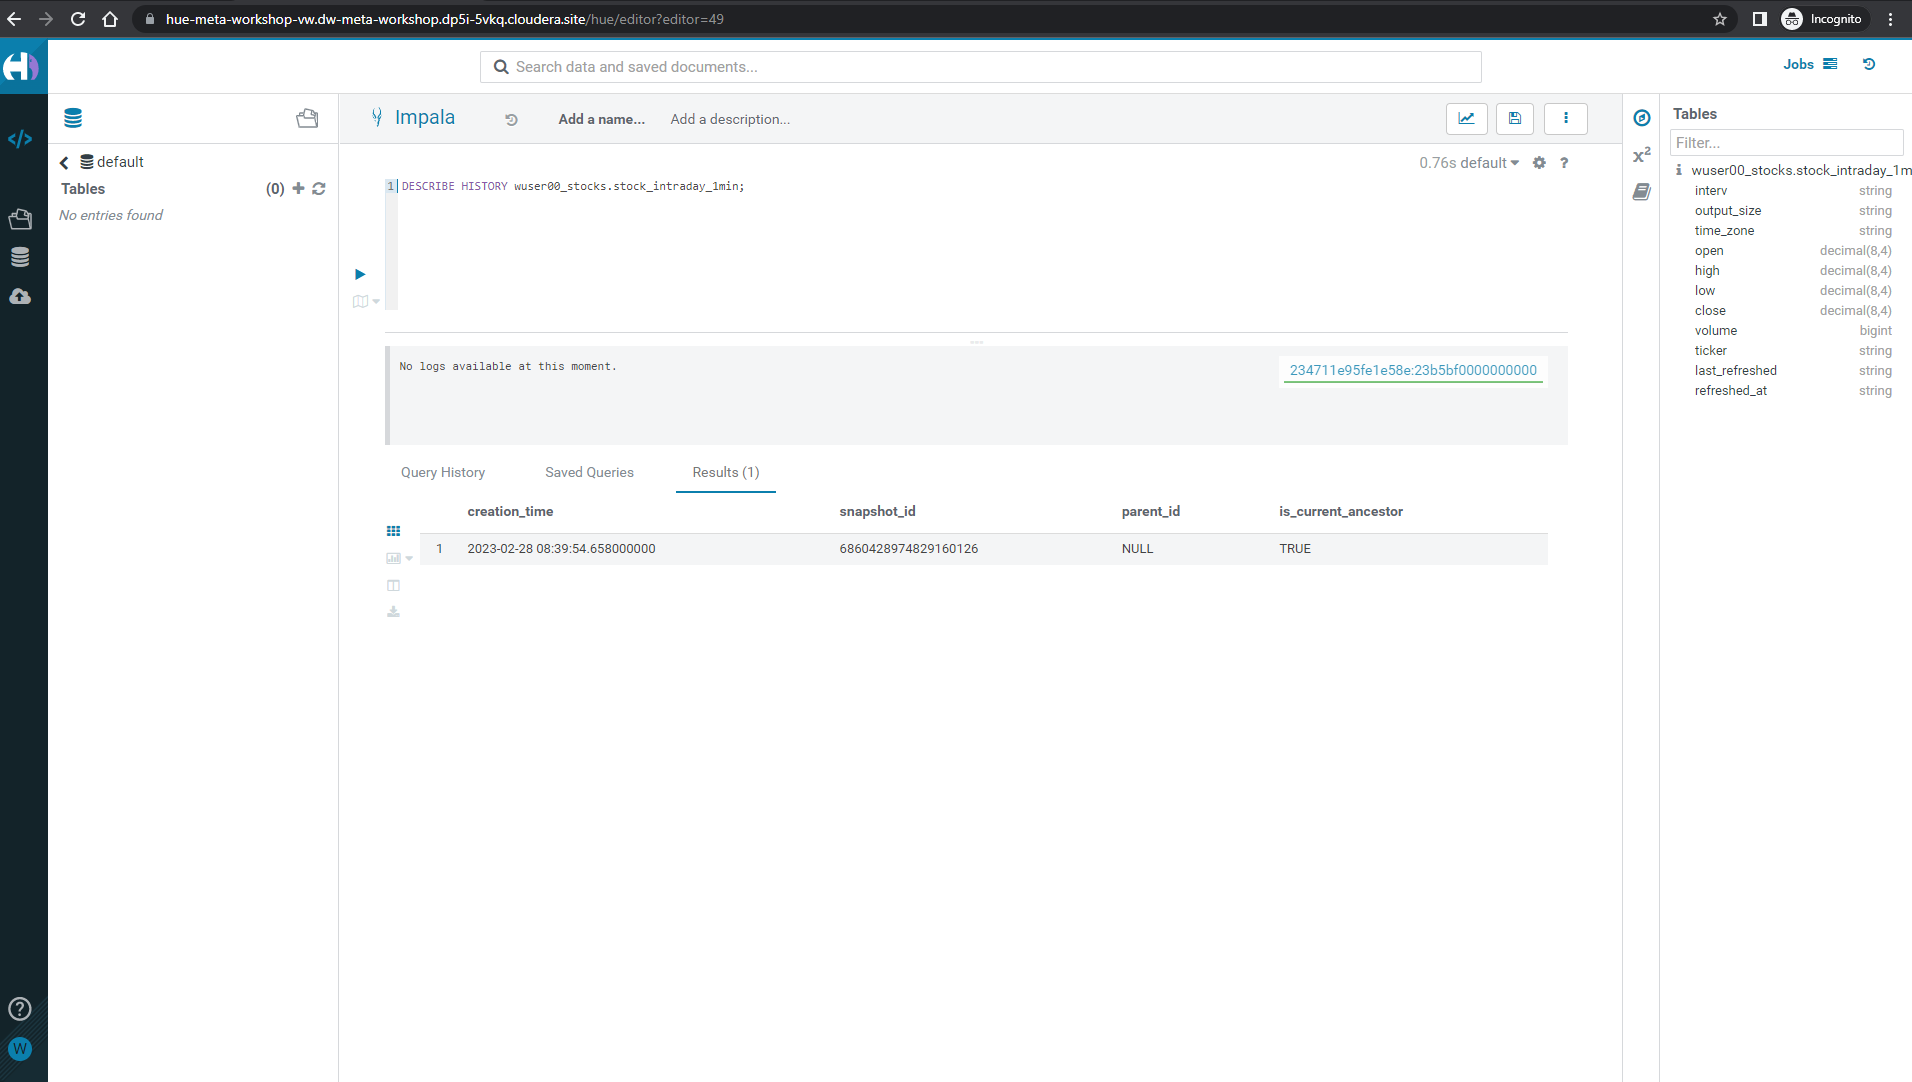 hue-meta-workshop-vw.dw-meta-workshop.dp5i-5vkq.cloudera.site/hue/editor?editor=49
Incognito
Search data and saved documents...
Jobs
Impala
Add a name...
Add a description...
Tables
Filter...
default
Tables
(0)
No entries found
0.76s default
?
1 DESCRIBE HISTORY wuser00_stocks.stock_intraday_1min;
x²
wuser00_stocks.stock_intraday_1m
interv string
output_size string
time_zone string
open decimal(8,4)
high decimal(8,4)
low decimal(8,4)
close decimal(8,4)
volume bigint
ticker string
last_refreshed string
refreshed_at string
No logs available at this moment.
234711e95fe1e58e:23b5bf0000000000
Query History Saved Queries Results (1)
creation_time snapshot_id parent_id is_current_ancestor
1 2023-02-28 08:39:54.658000000 6860428974829160126 NULL TRUE
?
W